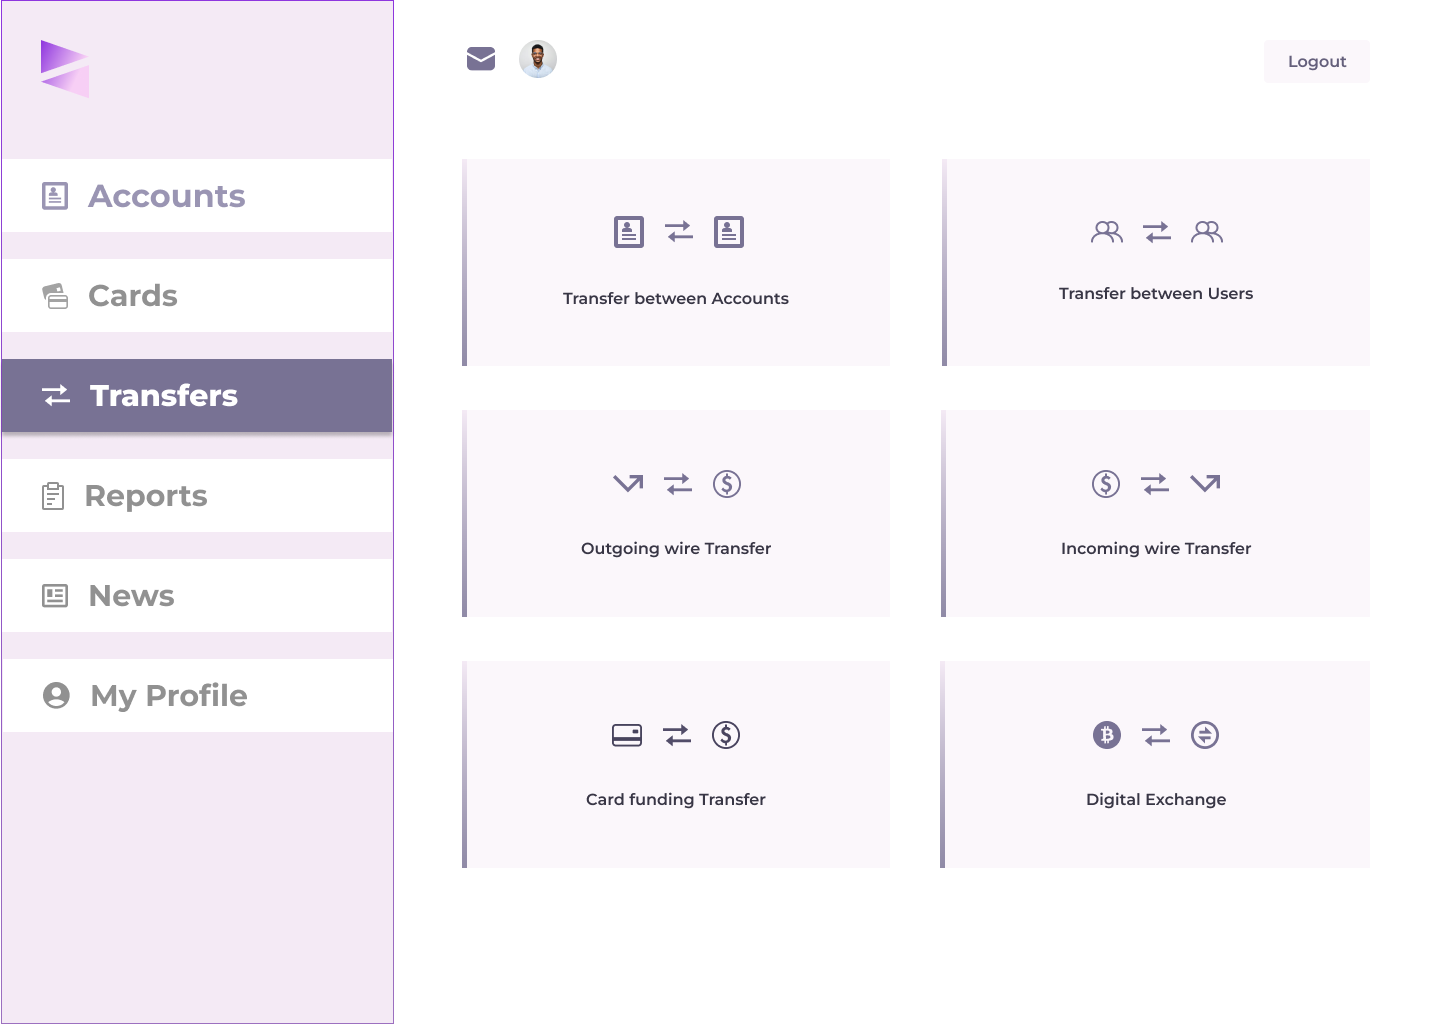 Logout
Accounts
Cards
Transfers
Reports
News
My Profile
Transfer between Accounts
Transfer between Users
Outgoing wire Transfer
Incoming wire Transfer
Card funding Transfer
Digital Exchange